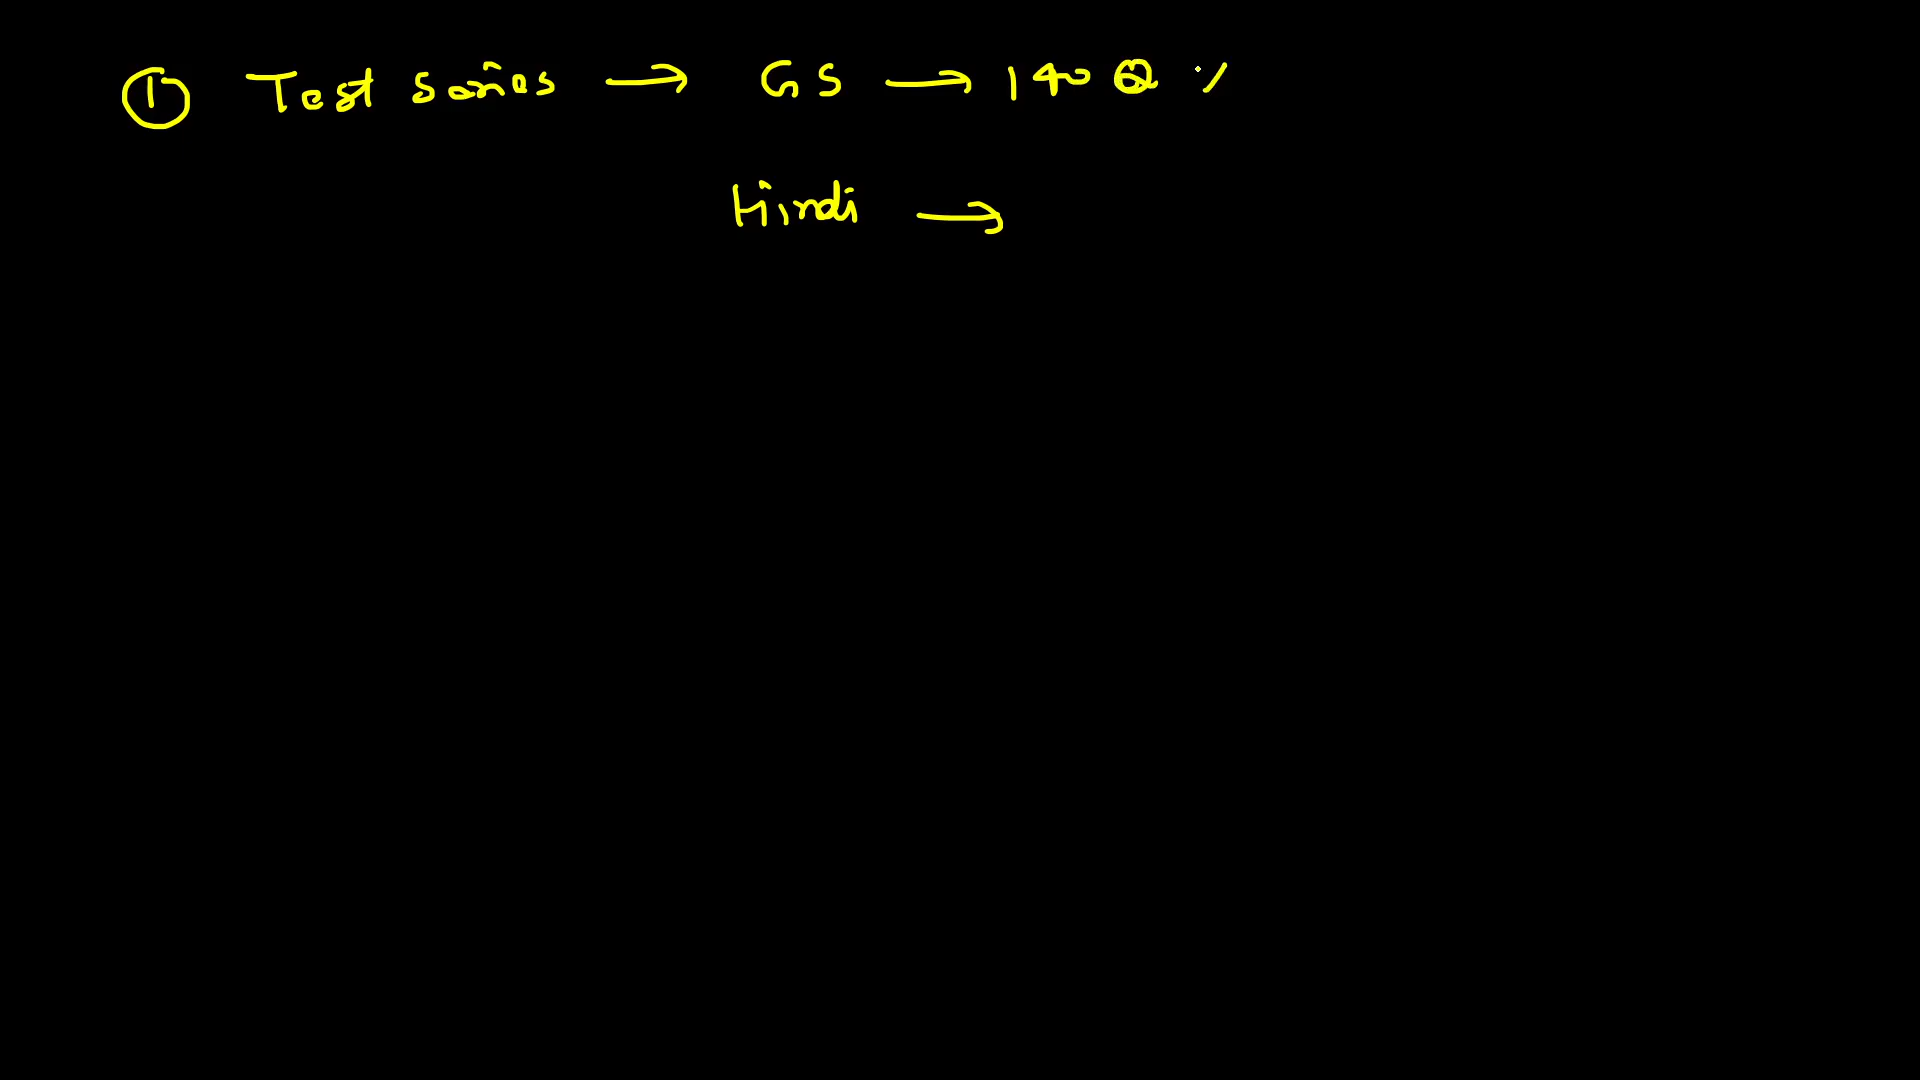 ① Test series → GS → 140 Q
Hindi →